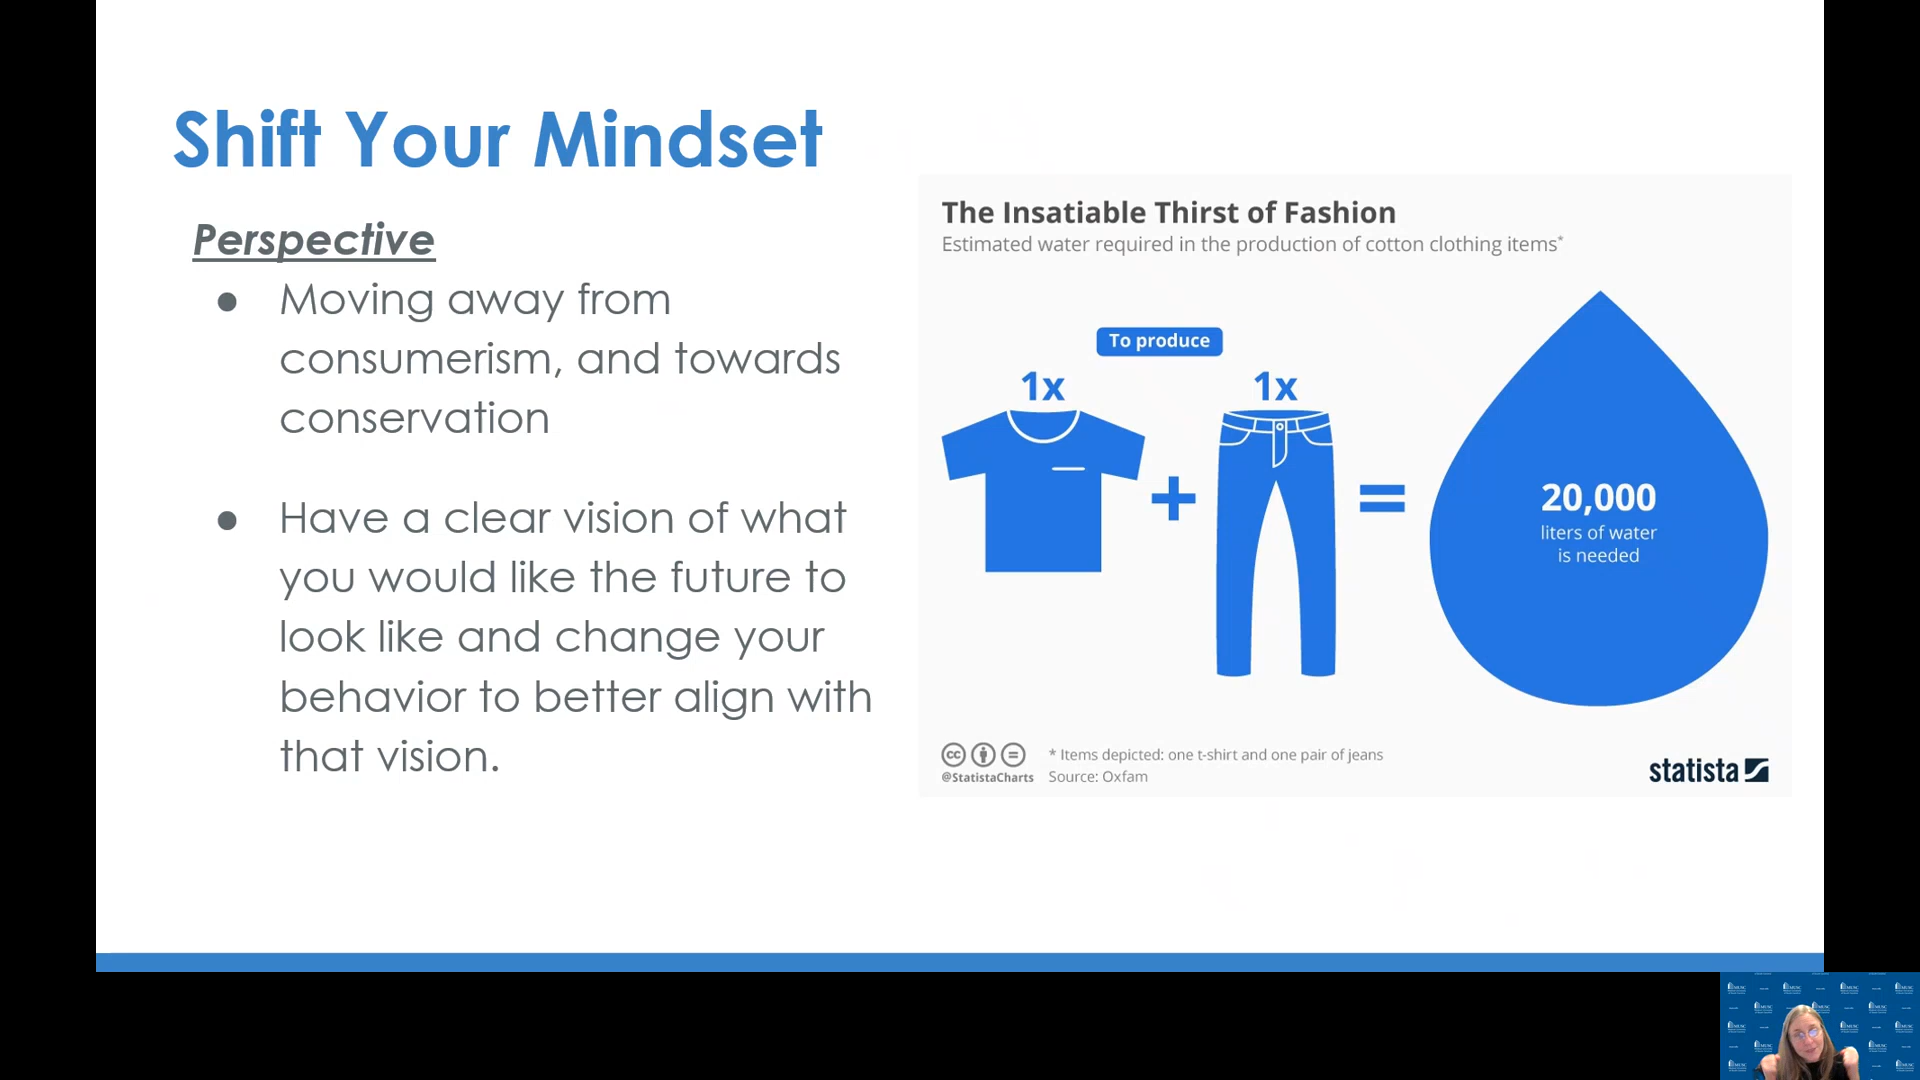 Shift Your Mindset
Perspective
● Moving away from
consumerism, and towards
conservation
● Have a clear vision of what
you would like the future to
look like and change your
behavior to better align with
that vision.
The Insatiable Thirst of Fashion
Estimated water required in the production of cotton clothing items*
To produce
1x
1x
+
=
20,000
liters of water
is needed
cc
@StatistaCharts
* Items depicted: one t-shirt and one pair of jeans
Source: Oxfam
statista
MUSC